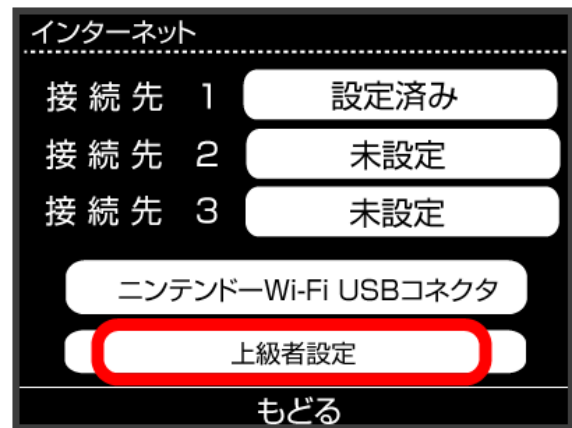 インターネット
接続先 1 設定済み
接続先 2 未設定
接続先 3 未設定
ニンテンドーWi-Fi USBコネクタ
上級者設定
もどる